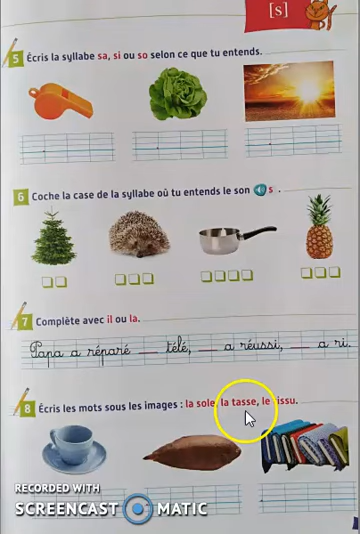 [s]
5 Écris la syllabe sa, si ou so selon ce que tu entends.
6 Coche la case de la syllabe où tu entends le son s .
7 Complète avec il ou la.
Papa a réparé ___ télé, ___ a réussi, ___ a ri.
8 Écris les mots sous les images : la sole, la tasse, le tissu.
RECORDED WITH
SCREENCAST MATIC